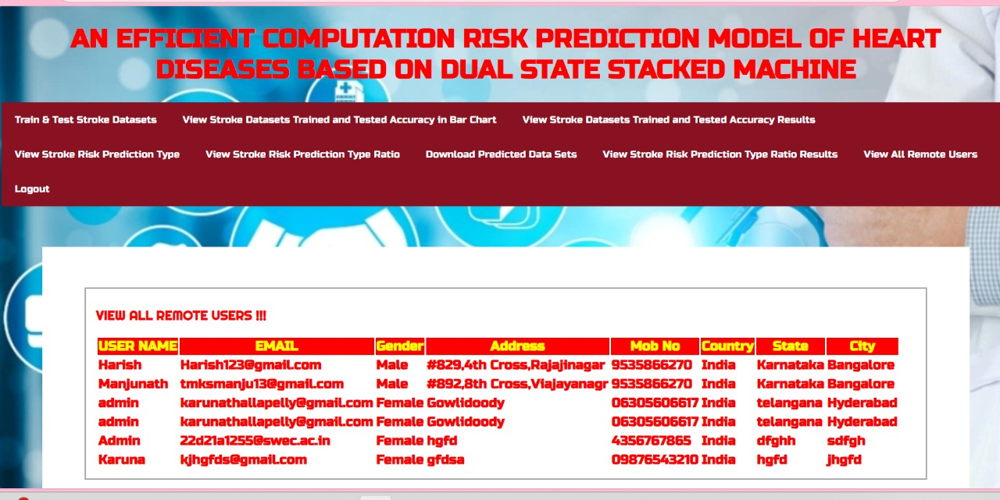 AN EFFICIENT COMPUTATION RISK PREDICTION MODEL OF HEART
DISEASES BASED ON DUAL STATE STACKED MACHINE
Train & Test Stroke Datasets View Stroke Datasets Trained and Tested Accuracy in Bar Chart View Stroke Datasets Trained and Tested Accuracy Results
View Stroke Risk Prediction Type View Stroke Risk Prediction Type Ratio Download Predicted Data Sets View Stroke Risk Prediction Type Ratio Results View All Remote Users
Logout
VIEW ALL REMOTE USERS !!!
USER NAME EMAIL Gender Address Mob No Country State City
Harish Harish123@gmail.com Male #829,4th Cross,Rajajinagar 9535866270 India Karnataka Bangalore
Manjunath tmksmanju13@gmail.com Male #892,8th Cross,Viajayanagr 9535866270 India Karnataka Bangalore
admin karunathallapelly@gmail.com Female Gowlidoody 06305606617 India telangana Hyderabad
admin karunathallapelly@gmail.com Female Gowlidoody 06305606617 India telangana Hyderabad
Admin 22d21a1255@swec.ac.in Female hgfd 4356767865 India dfghh sdfgh
Karuna kjhgfds@gmail.com Female gfdsa 09876543210 India hgfd jhgfd